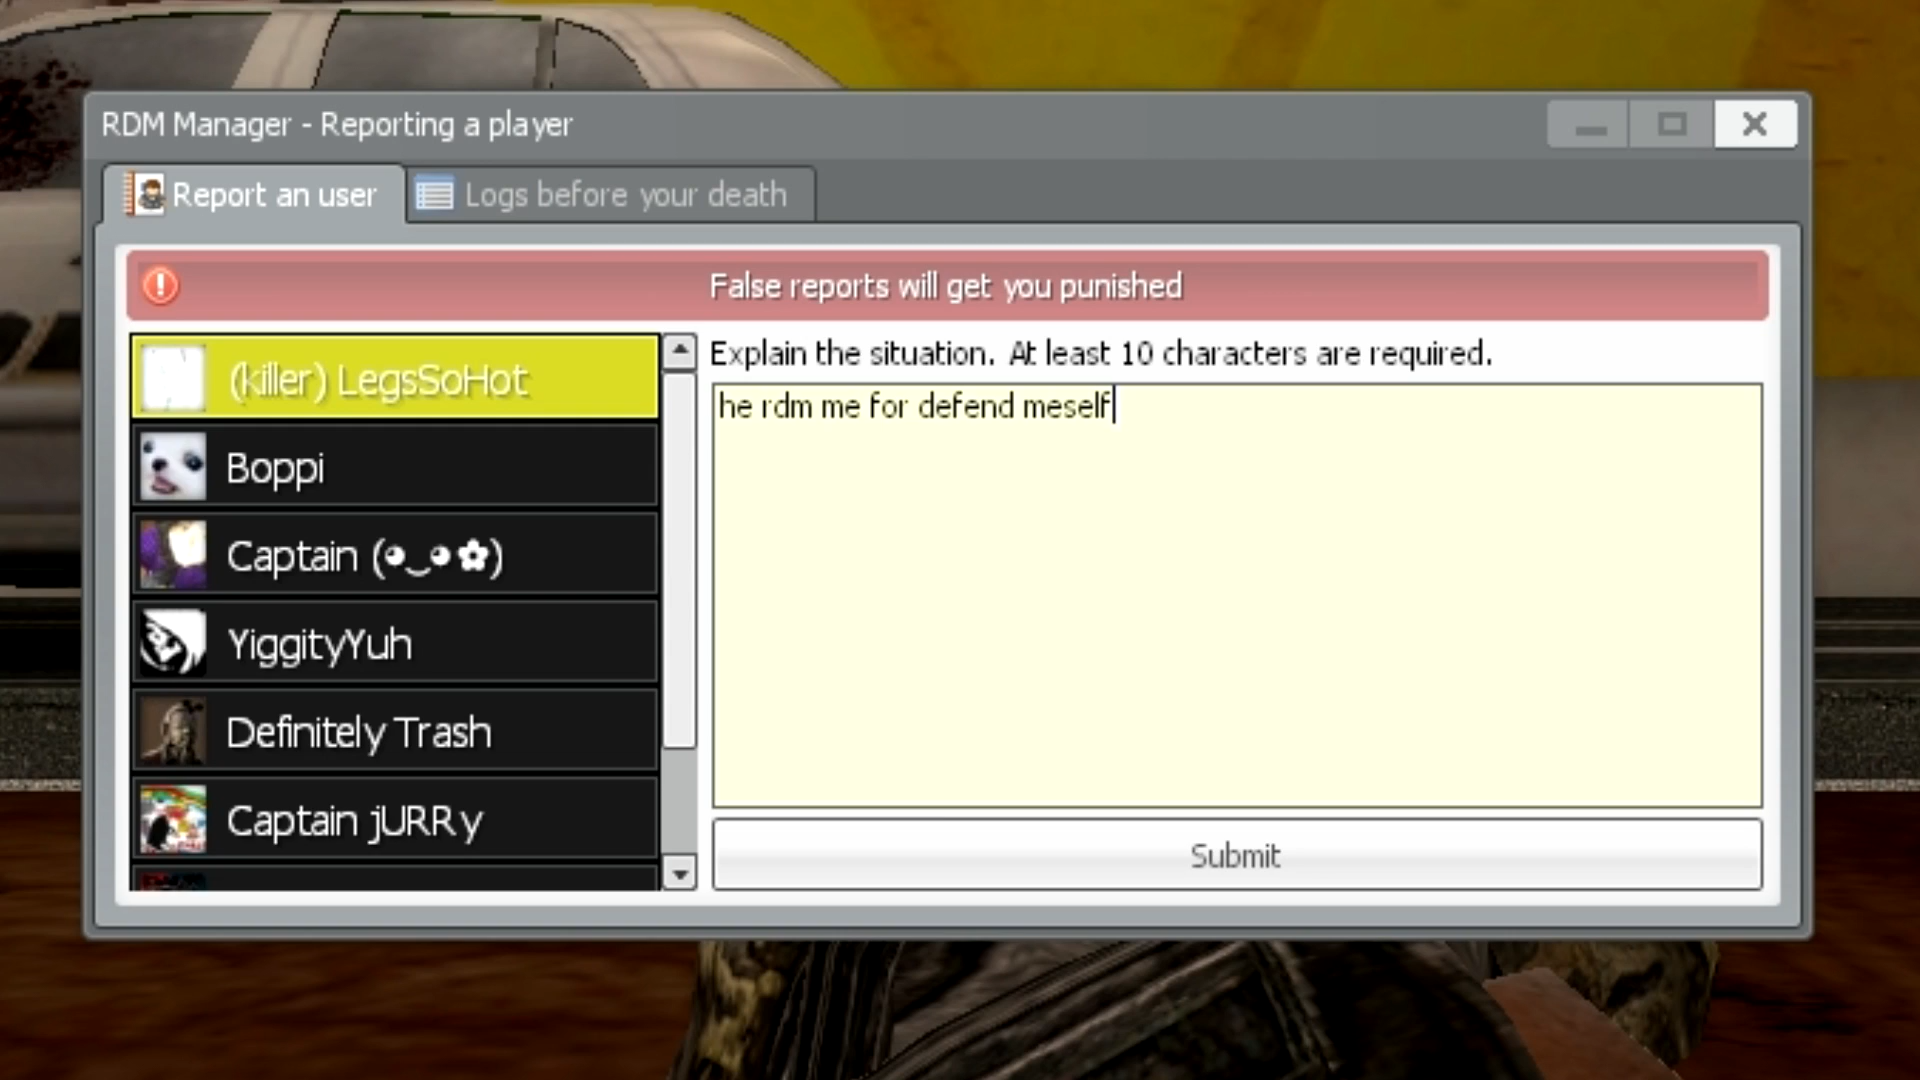 RDM Manager - Reporting a player
Report an user
Logs before your death
False reports will get you punished
(killer) LegsSoHot
Boppi
Captain (◕‿◕✿)
YiggityYuh
Definitely Trash
Captain jURRy
Explain the situation. At least 10 characters are required.
he rdm me for defend meself
Submit